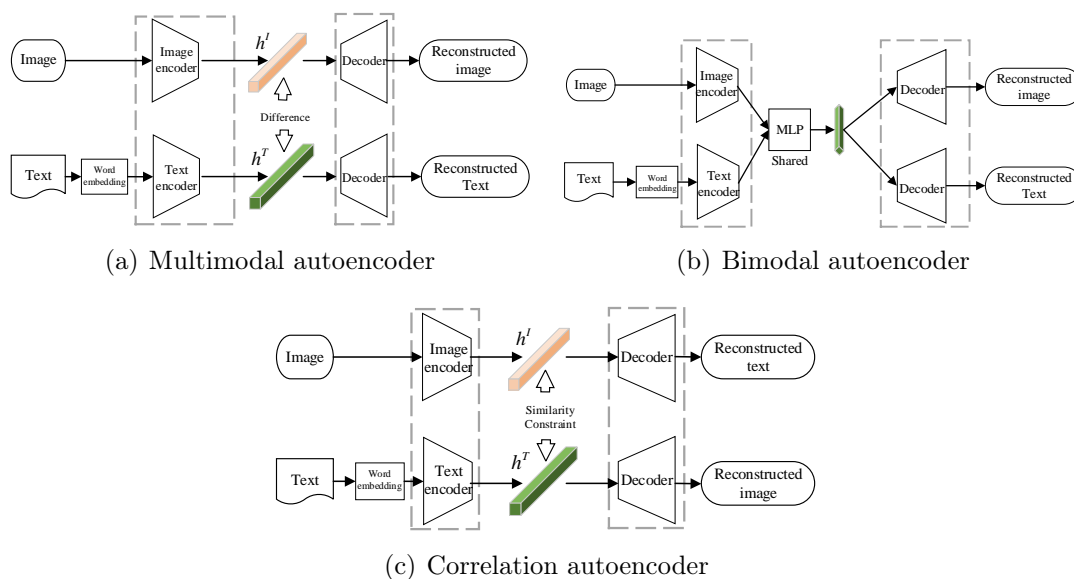 Image
Image
encoder
h^I
Decoder
Reconstructed
image
Difference
Text
Word
embedding
Text
encoder
h^T
Decoder
Reconstructed
Text
(a) Multimodal autoencoder
Image
Image
encoder
MLP
Shared
Decoder
Reconstructed
image
Text
Word
embedding
Text
encoder
Decoder
Reconstructed
Text
(b) Bimodal autoencoder
Image
Image
encoder
h^I
Decoder
Reconstructed
text
Similarity
Constraint
Text
Word
embedding
Text
encoder
h^T
Decoder
Reconstructed
image
(c) Correlation autoencoder